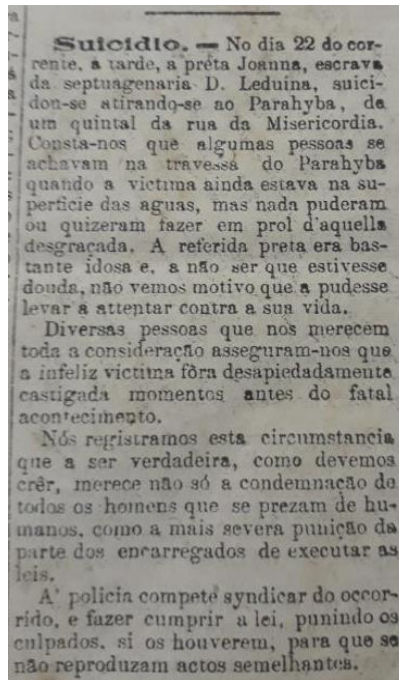 Suicidio. — No dia 22 do cor-
rente, a tarde, a prêta Joanna, escrava
da septuagenaria D. Leduina, suici-
dou-se atirando-se ao Parahyba, de
um quintal da rua da Misericordia.
Consta-nos que algumas pessoas se
achavam na travessa do Parahyba
quando a victima ainda estava na su-
perficie das aguas, mas nada puderam
ou quizeram fazer em prol d'aquella
desgraçada. A referida preta era bas-
tante idosa e, a não ser que estivesse
douda, não vemos motivo que a pudesse
levar a attentar contra a sua vida.
Diversas pessoas que nos merecem
toda a consideração asseguram-nos que
a infeliz victima fôra desapiedadamente
castigada momentos antes do fatal
acontecimento.
Nós registramos esta circumstancia
que a ser verdadeira, como devemos
crêr, merece não só a condemnação de
todos os homens que se prezam de hu-
manos, como a mais severa punição da
parte dos encarregados de executar as
leis.
A' policia compete syndicar do occor-
rido, e fazer cumprir a lei, punindo os
culpados, si os houverem, para que se
não reproduzam actos semelhantes.